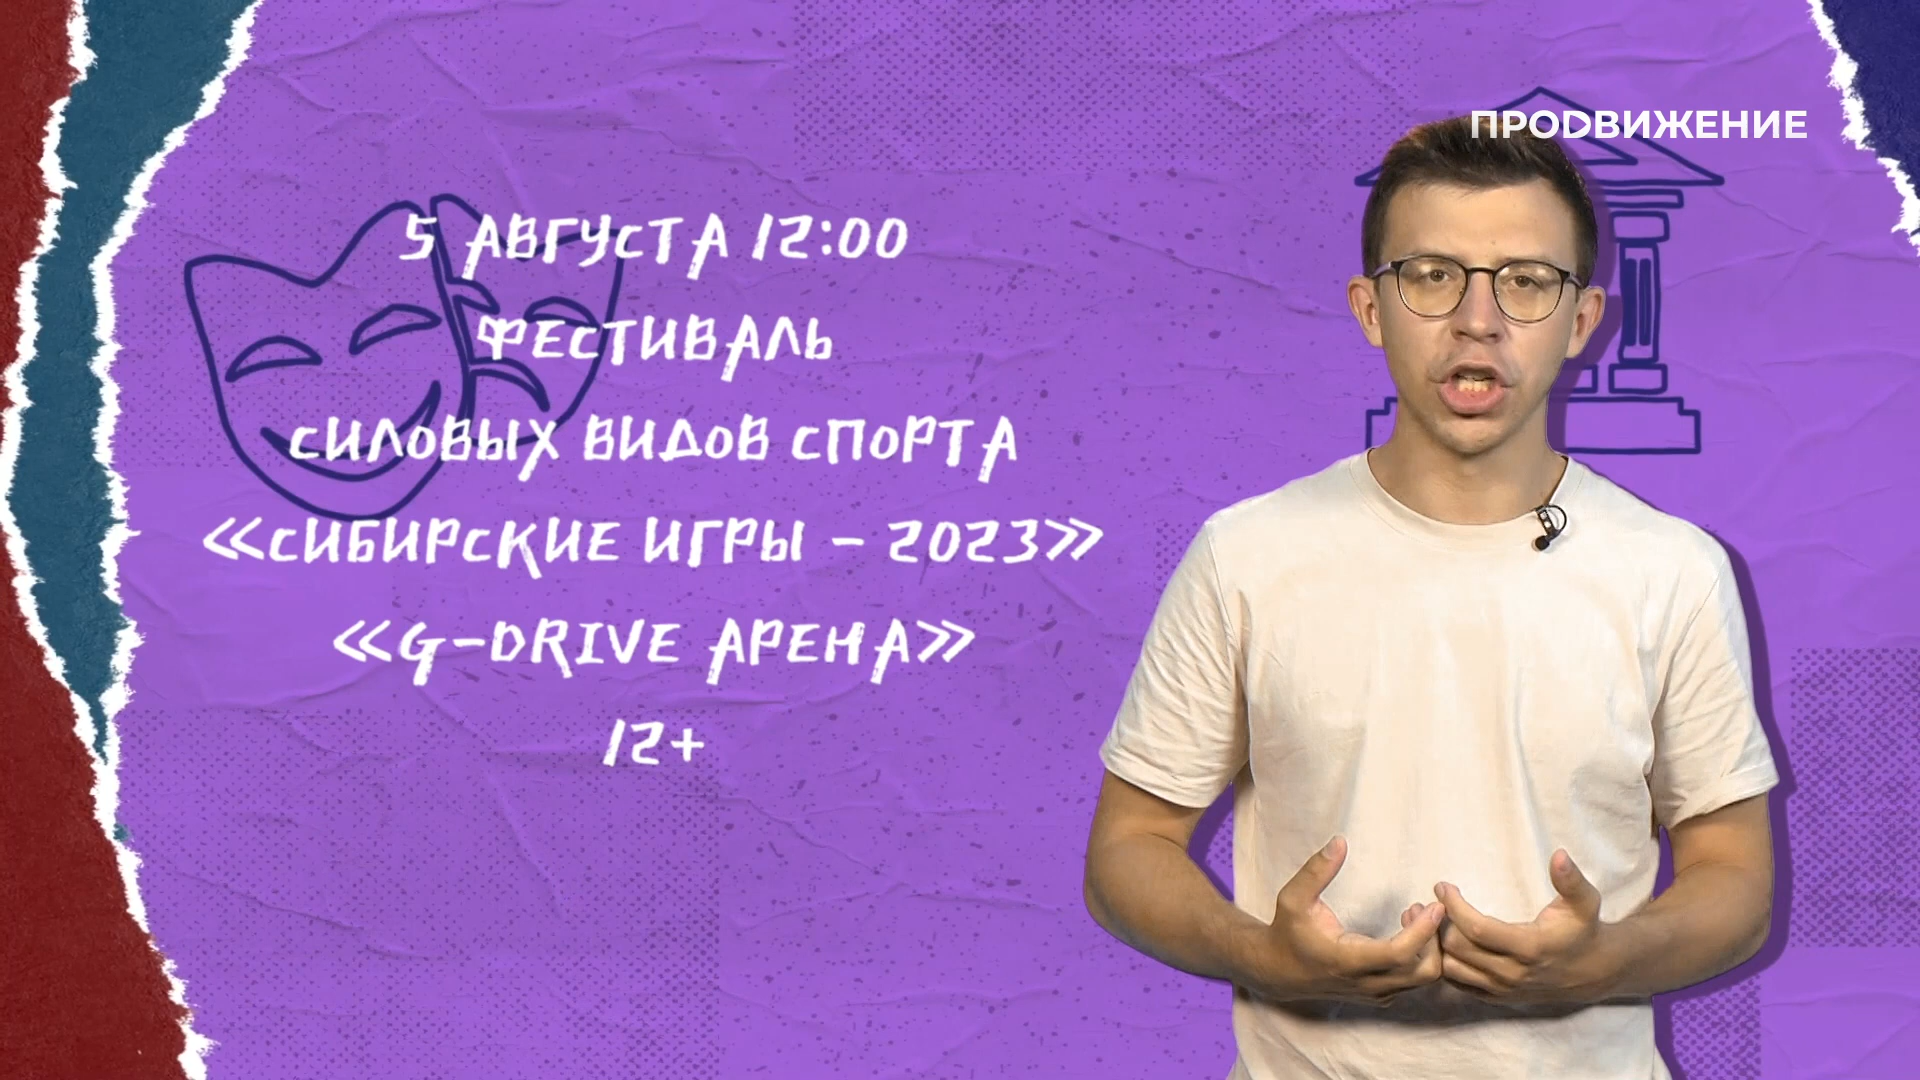 ПРОДВИЖЕНИЕ
5 АВГУСТА 12:00
ФЕСТИВАЛЬ
СИЛОВЫХ ВИДОВ СПОРТА
«СИБИРСКИЕ ИГРЫ – 2023»
«G-DRIVE АРЕНА»
12+